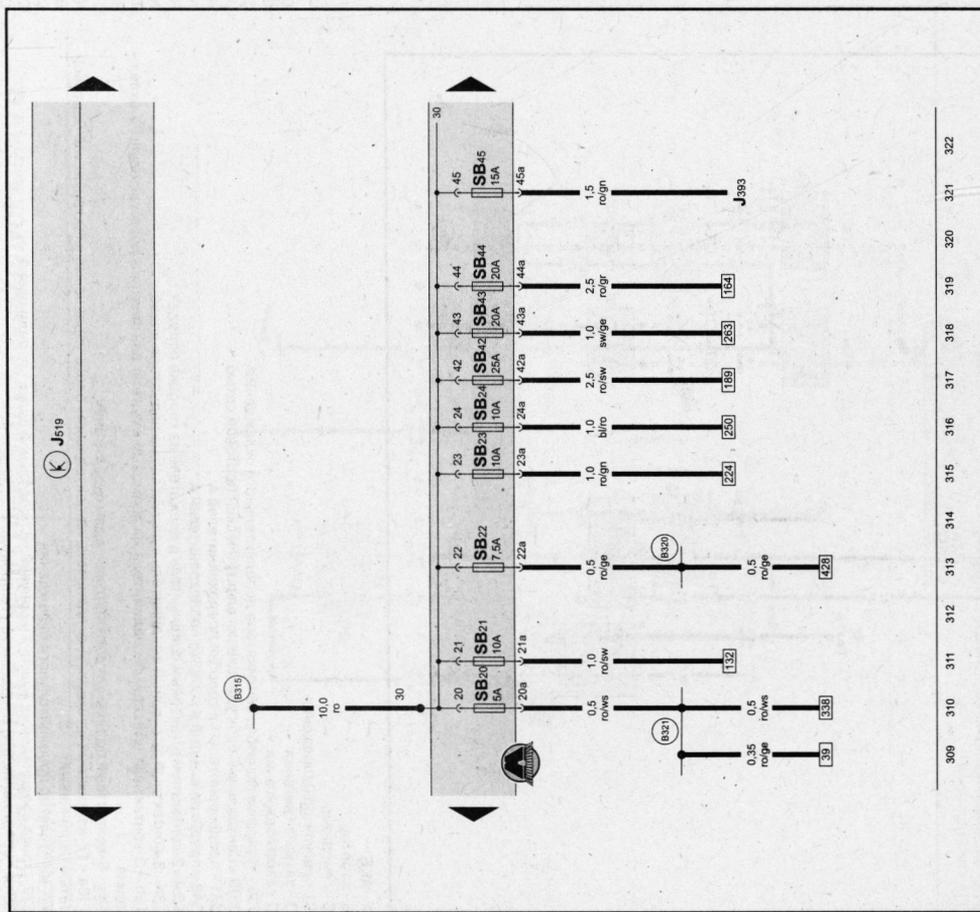 K J519
B315
10,0
ro
30
30
20 21 22 23 24 42 43 44 45
SB20 SB21 SB22 SB23 SB24 SB42 SB43 SB44 SB45
5A 10A 7,5A 10A 10A 25A 20A 20A 15A
20a 21a 22a 23a 24a 42a 43a 44a 45a
0,5 1,0 0,5 1,0 1,0 2,5 1,0 2,5 1,5
ro/ws ro/sw ro/ge ro/gn bl/ro ro/sw sw/ge ro/gr ro/gn
B321 B320
132 224 250 189 263 164 J393
0,35 0,5 0,5
ro/ge ro/ws ro/ge
39 338 428
309 310 311 312 313 314 315 316 317 318 319 320 321 322